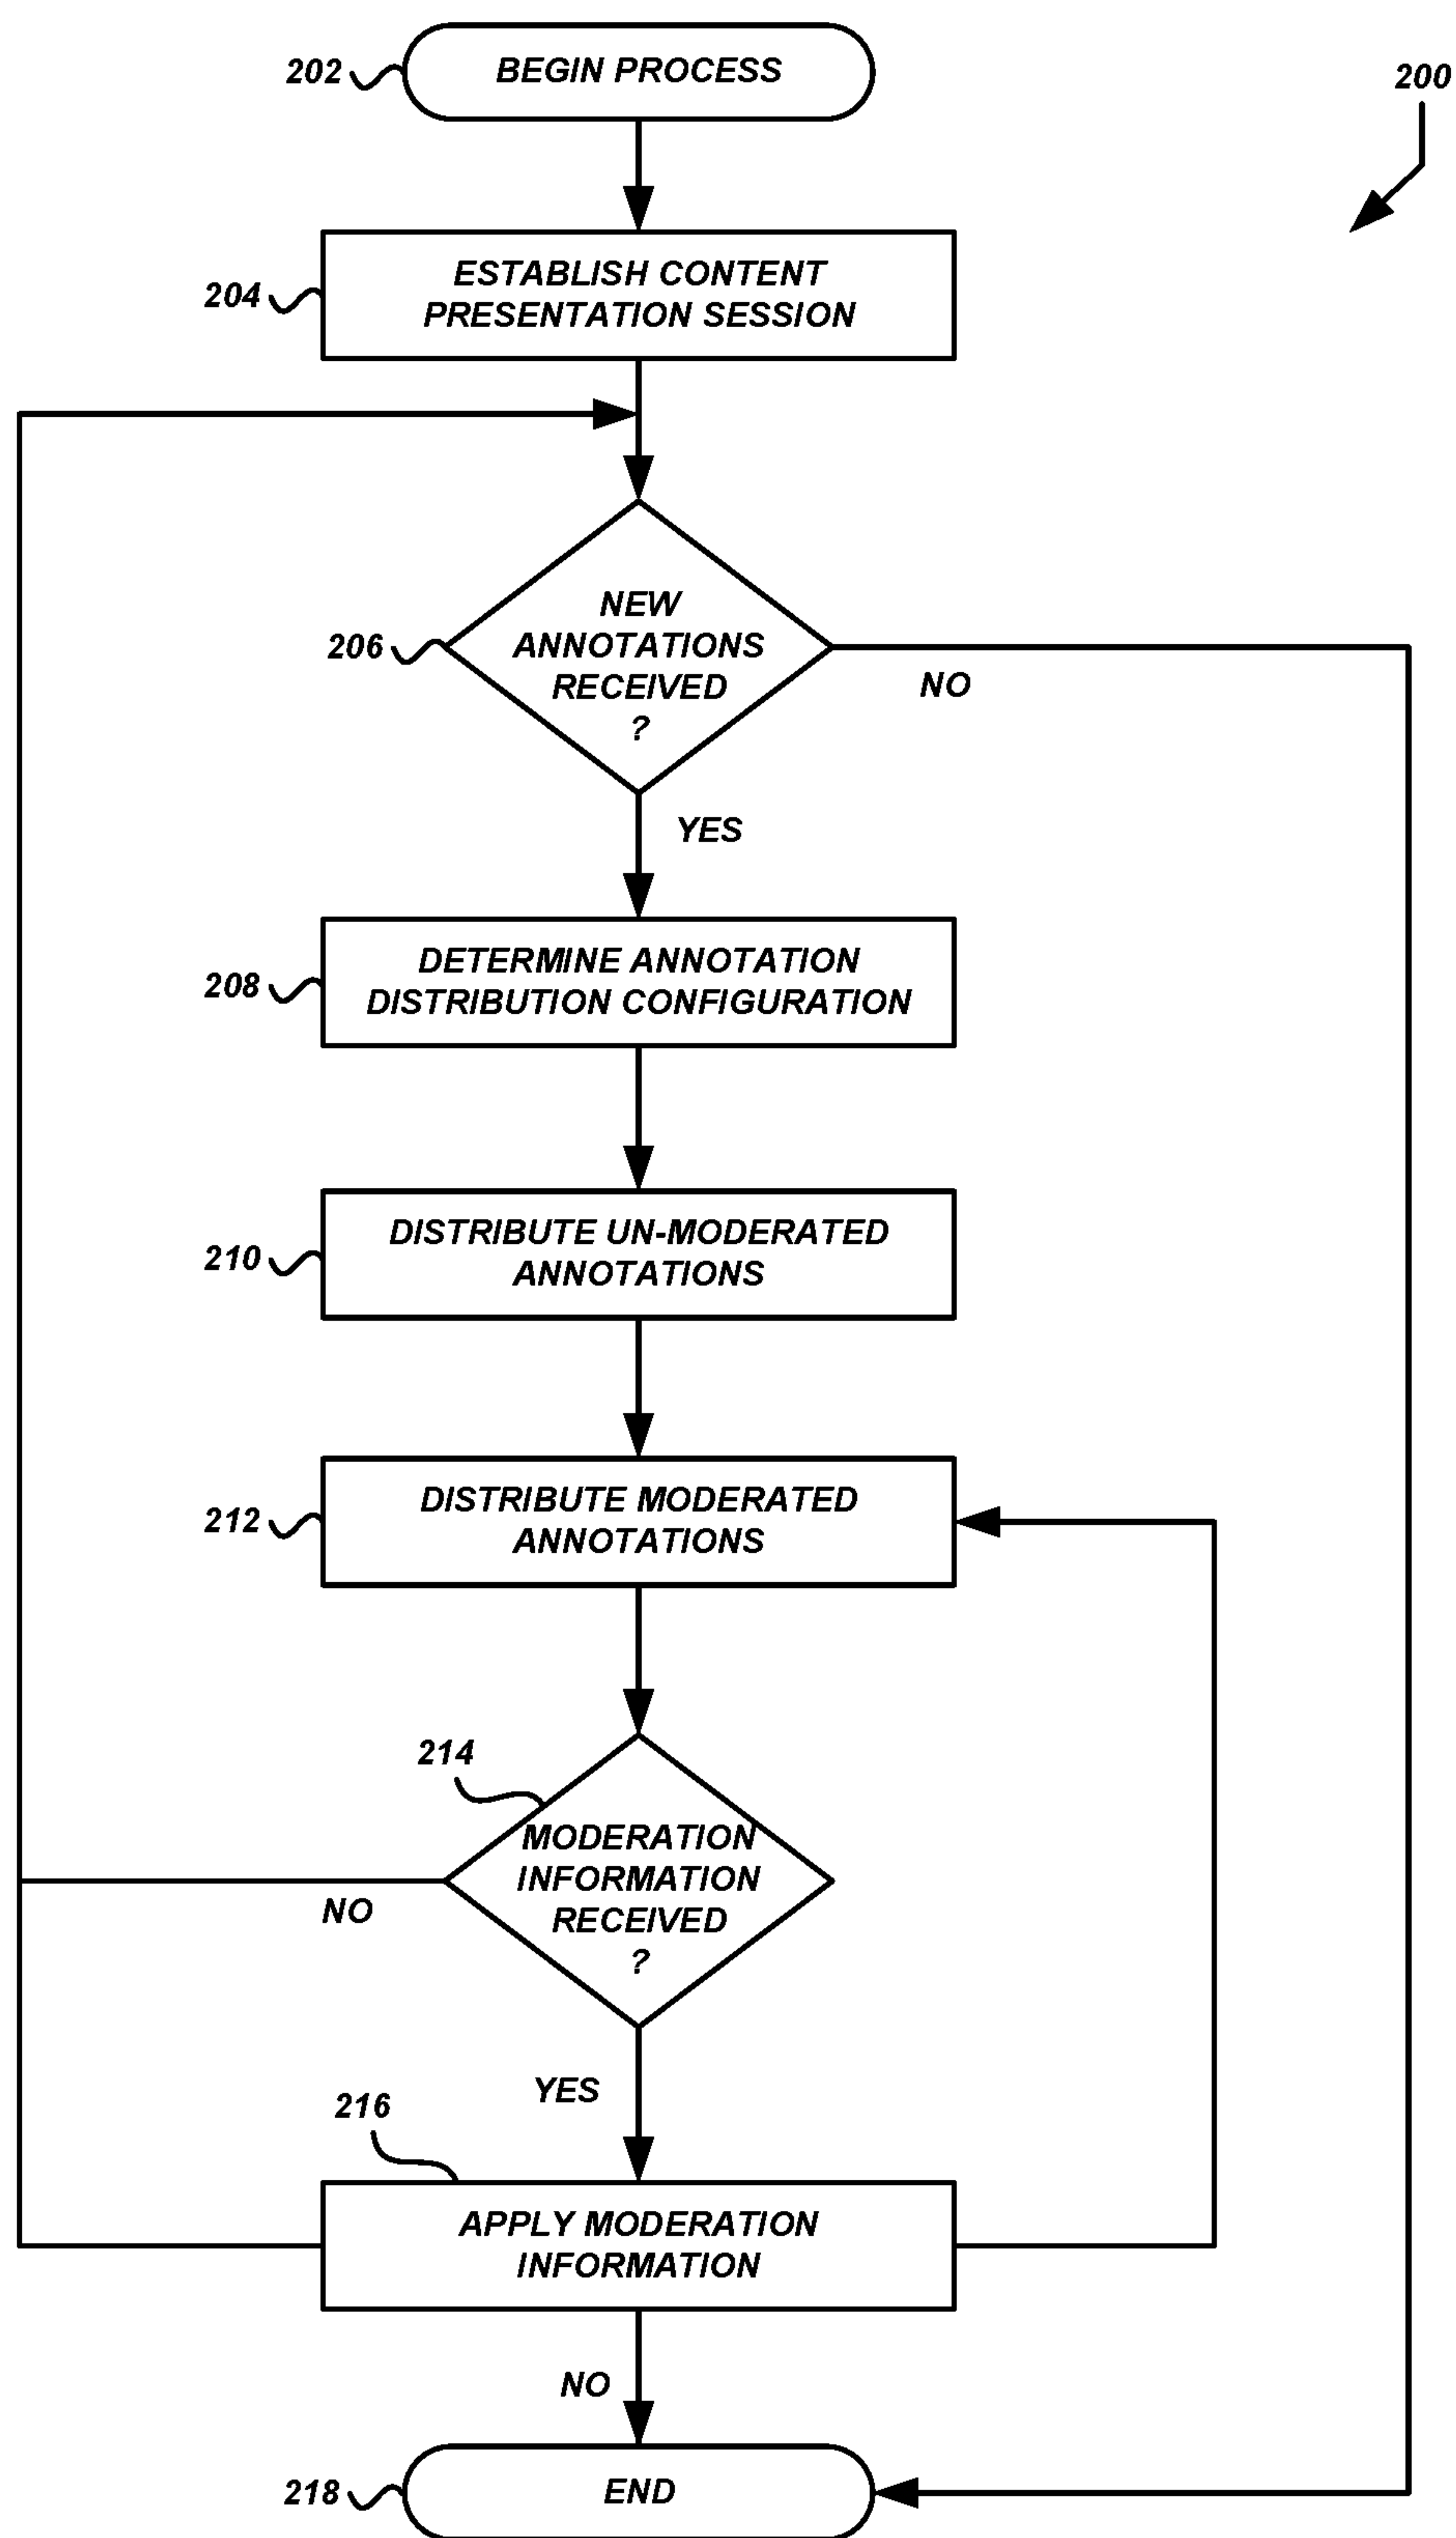 202
BEGIN PROCESS
200
ESTABLISH CONTENT
PRESENTATION SESSION
204
NEW
ANNOTATIONS
RECEIVED
?
206
NO
YES
DETERMINE ANNOTATION
DISTRIBUTION CONFIGURATION
208
DISTRIBUTE UN-MODERATED
ANNOTATIONS
210
DISTRIBUTE MODERATED
ANNOTATIONS
212
214
MODERATION
INFORMATION
RECEIVED
?
NO
YES
216
APPLY MODERATION
INFORMATION
NO
218
END